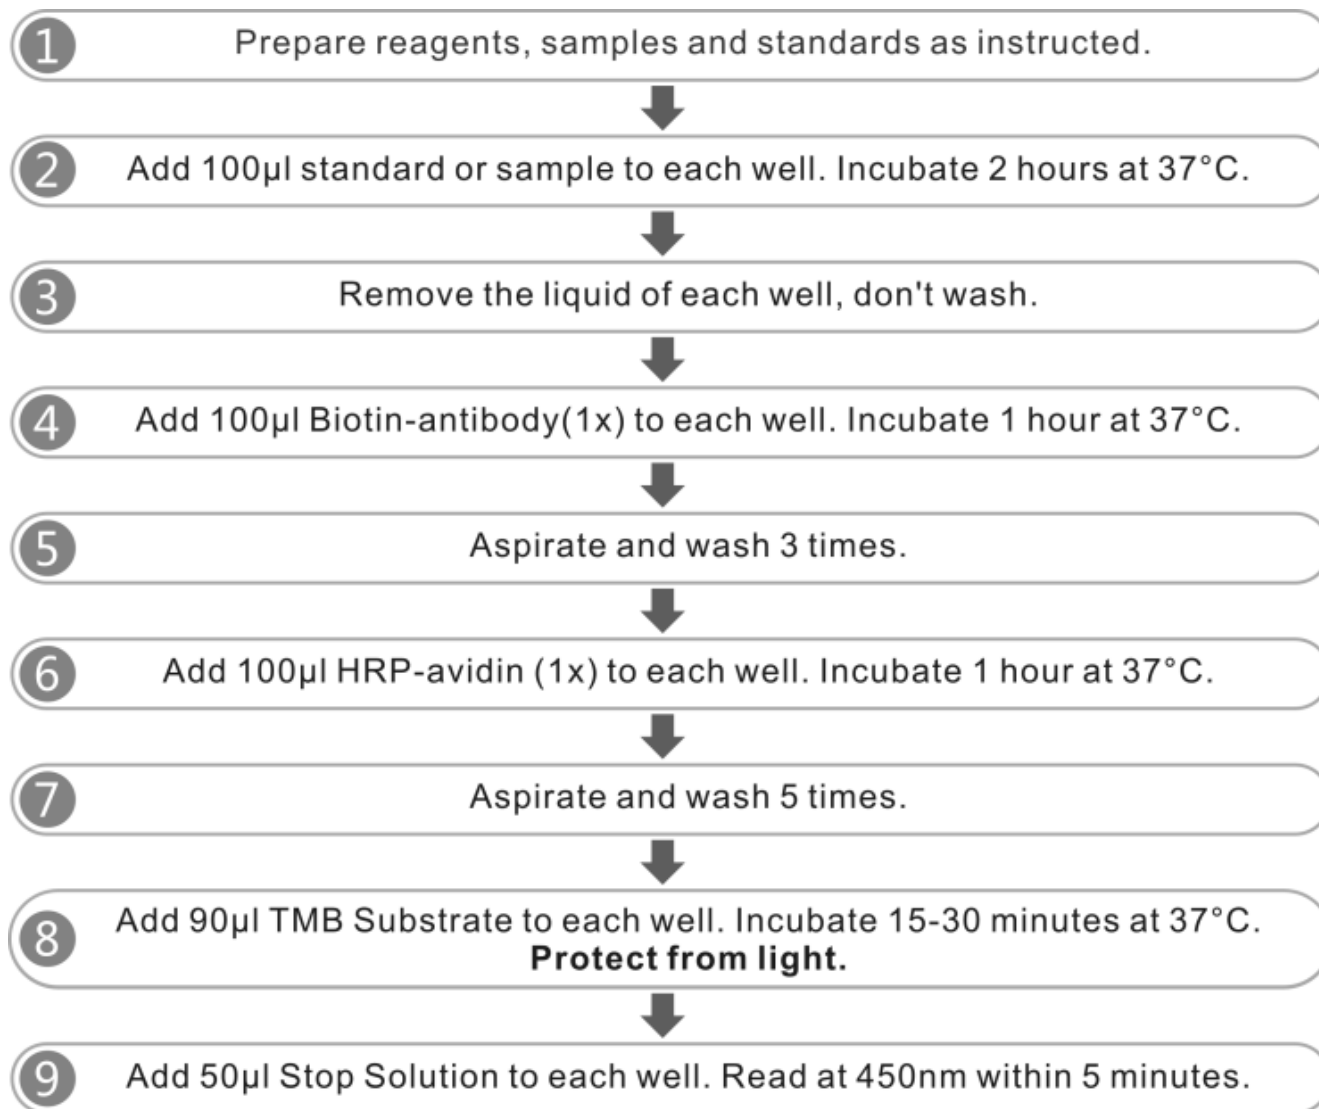 1 Prepare reagents, samples and standards as instructed.
2 Add 100µl standard or sample to each well. Incubate 2 hours at 37°C.
3 Remove the liquid of each well, don't wash.
4 Add 100µl Biotin-antibody(1x) to each well. Incubate 1 hour at 37°C.
5 Aspirate and wash 3 times.
6 Add 100µl HRP-avidin (1x) to each well. Incubate 1 hour at 37°C.
7 Aspirate and wash 5 times.
8 Add 90µl TMB Substrate to each well. Incubate 15-30 minutes at 37°C.
Protect from light.
9 Add 50µl Stop Solution to each well. Read at 450nm within 5 minutes.